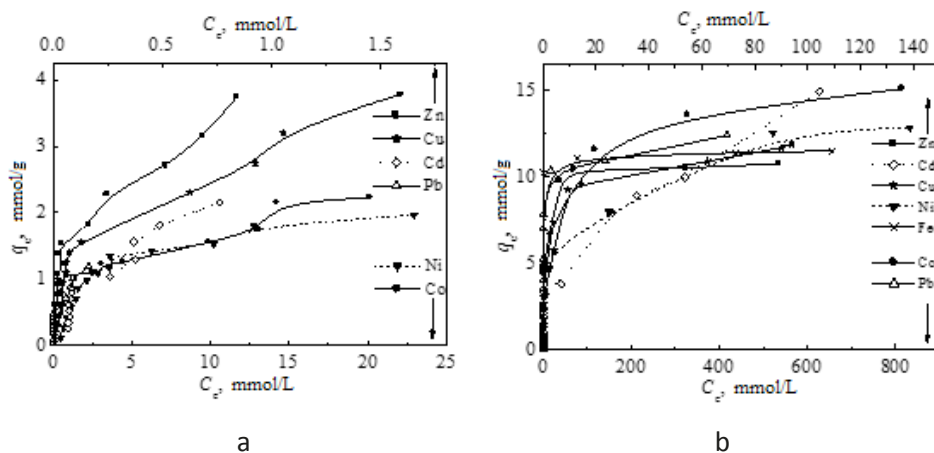 C_e, mmol/L
0.0 0.5 1.0 1.5
4
3
2
1
0
q_e, mmol/g
Zn
Cu
Cd
Pb
Ni
Co
0 5 10 15 20 25
C_e, mmol/L
a
C_e, mmol/L
0 20 40 60 80 100 120 140
15
10
5
0
q_e, mmol/g
Zn
Cd
Cu
Ni
Fe
Co
Pb
0 200 400 600 800
C_e, mmol/L
b